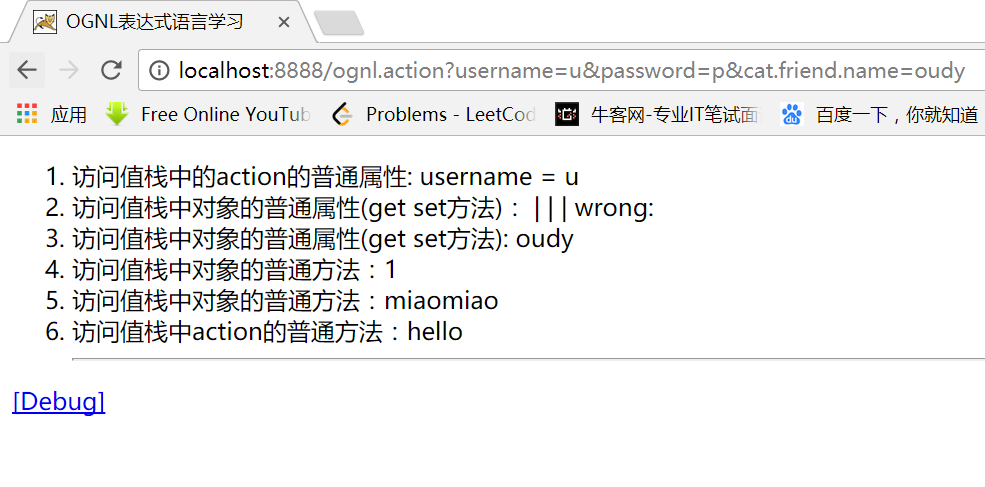 OGNL表达式语言学习
localhost:8888/ognl.action?username=u&password=p&cat.friend.name=oudy
应用 Free Online YouTub Problems - LeetCod 牛客网-专业IT笔试面 百度一下，你就知道
1. 访问值栈中的action的普通属性: username = u
2. 访问值栈中对象的普通属性(get set方法)： | | | wrong:
3. 访问值栈中对象的普通属性(get set方法): oudy
4. 访问值栈中对象的普通方法：1
5. 访问值栈中对象的普通方法：miaomiao
6. 访问值栈中action的普通方法：hello
[Debug]